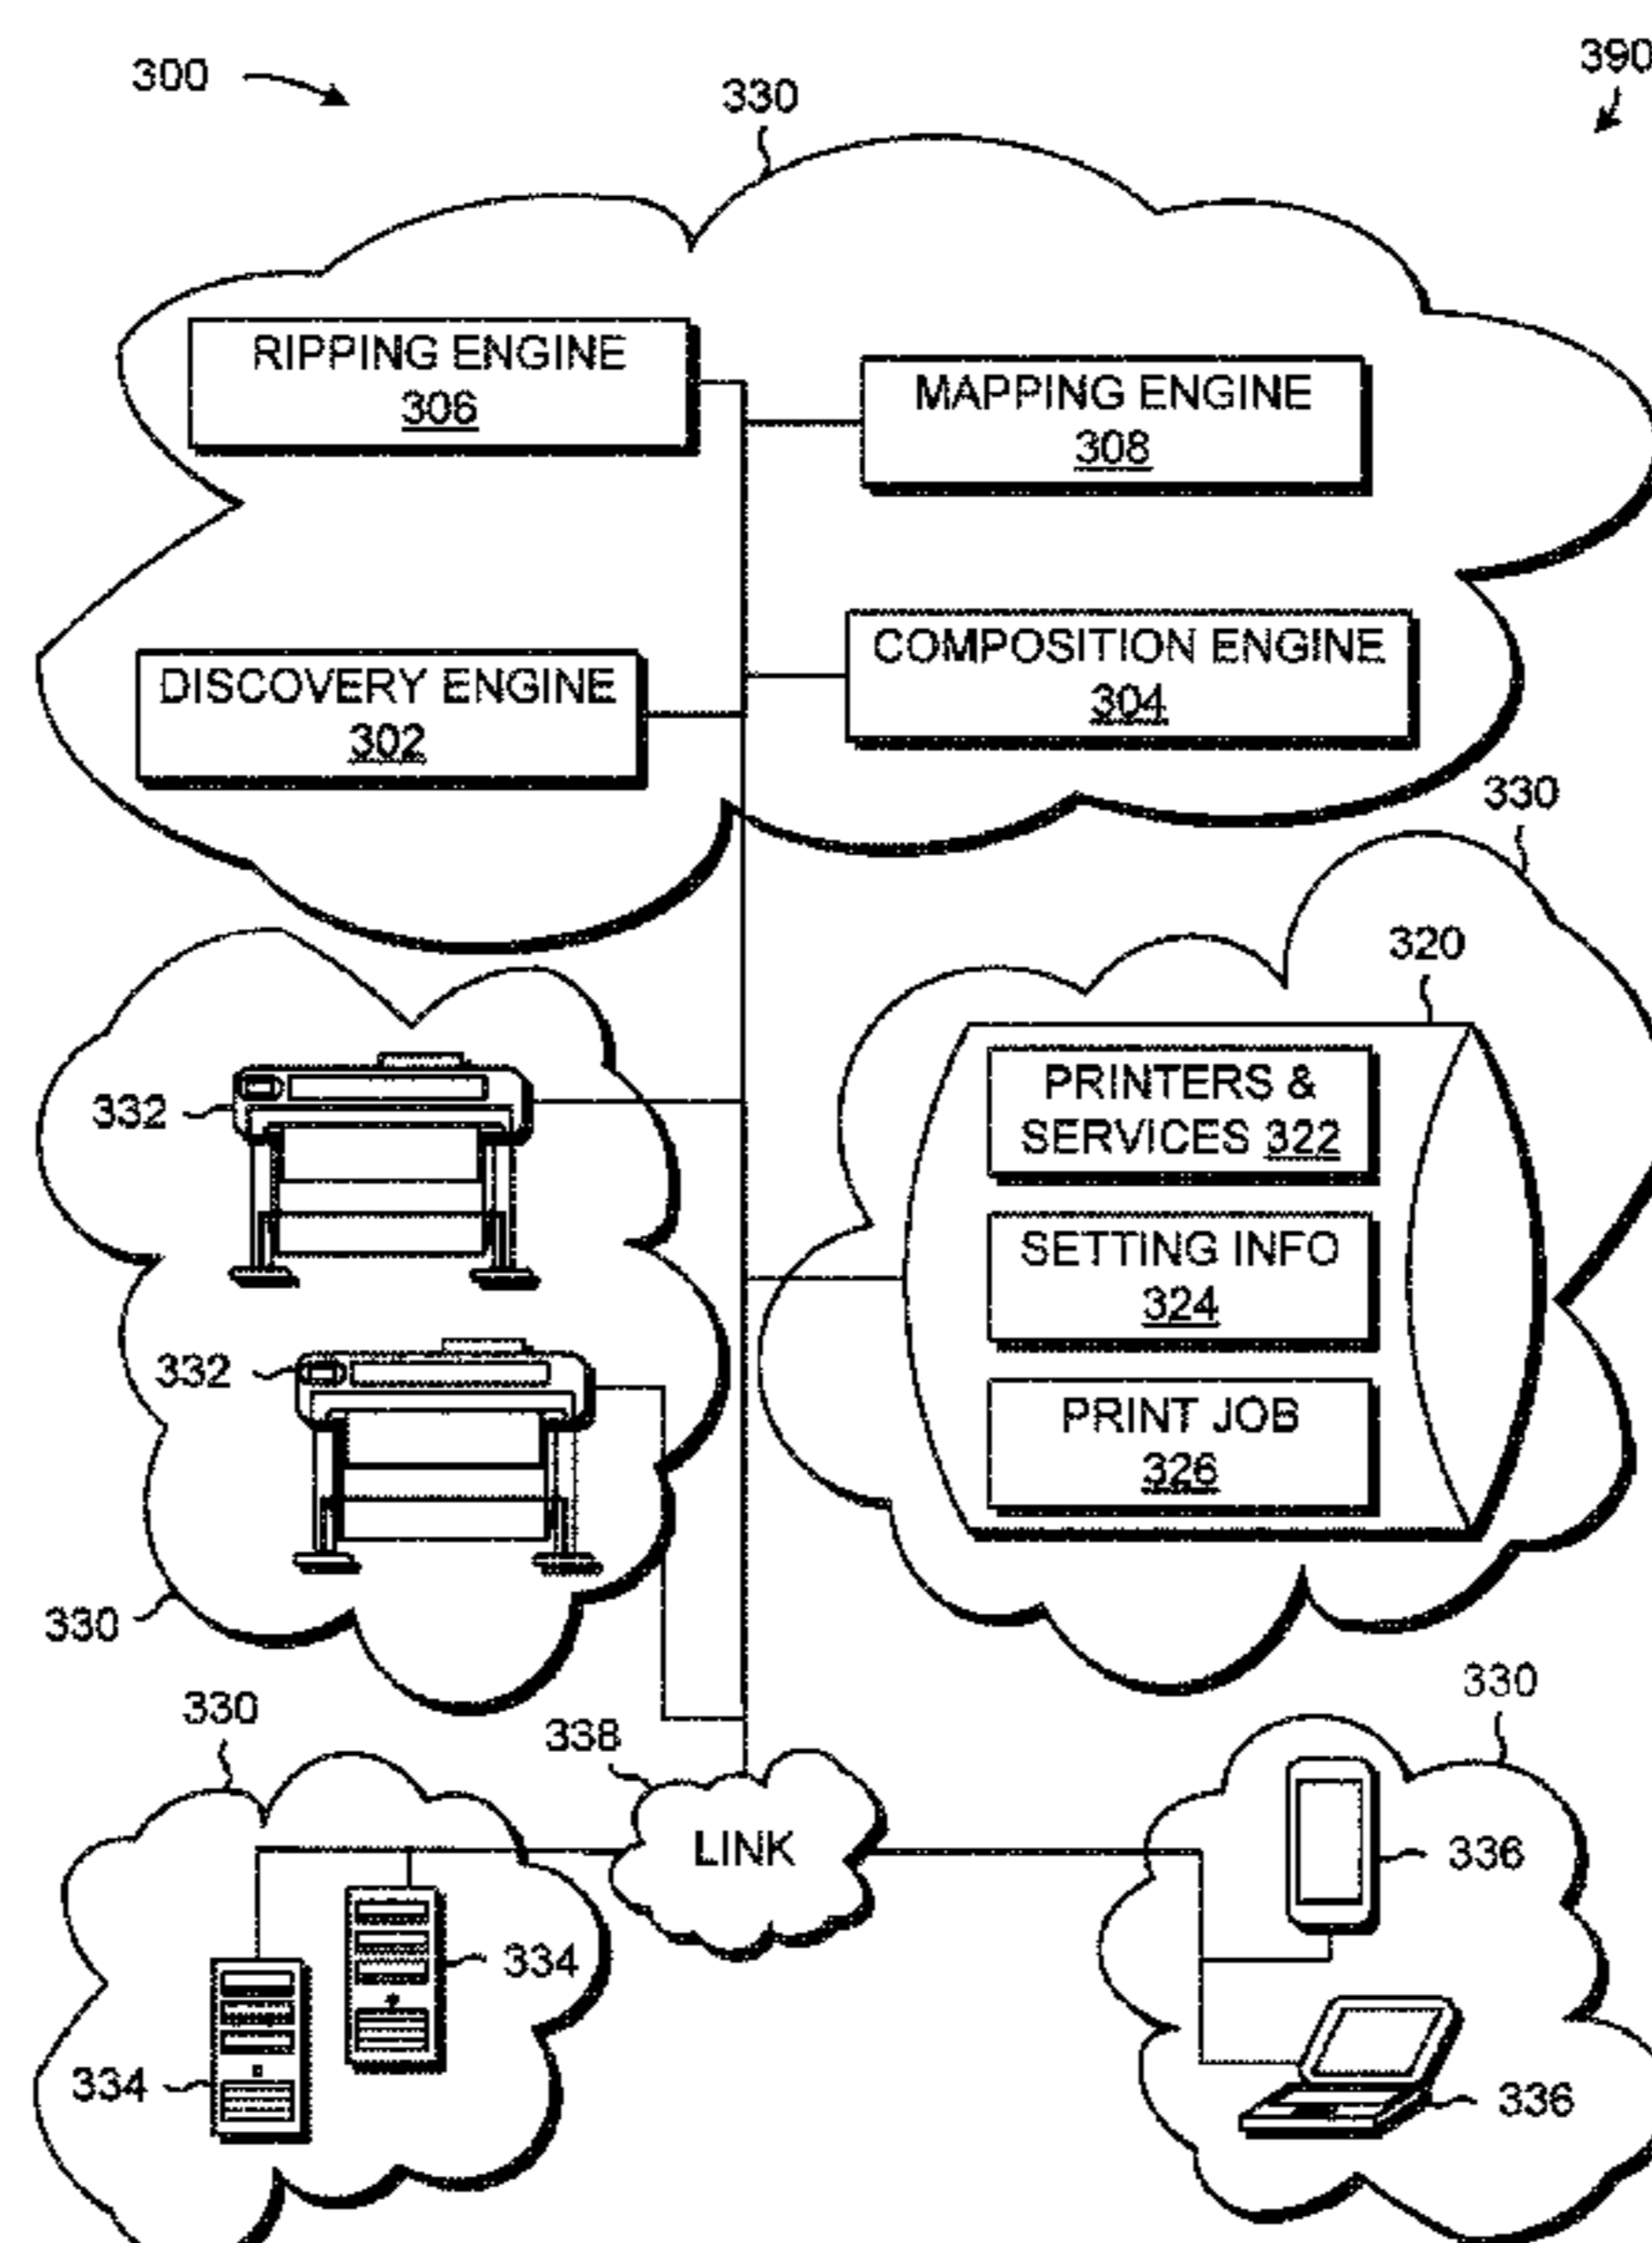 300
390
330
RIPPING ENGINE
306
MAPPING ENGINE
308
DISCOVERY ENGINE
302
COMPOSITION ENGINE
304
330
320
332
PRINTERS &
SERVICES 322
SETTING INFO
324
332
PRINT JOB
326
330
330
338
330
LINK
336
334
334
336